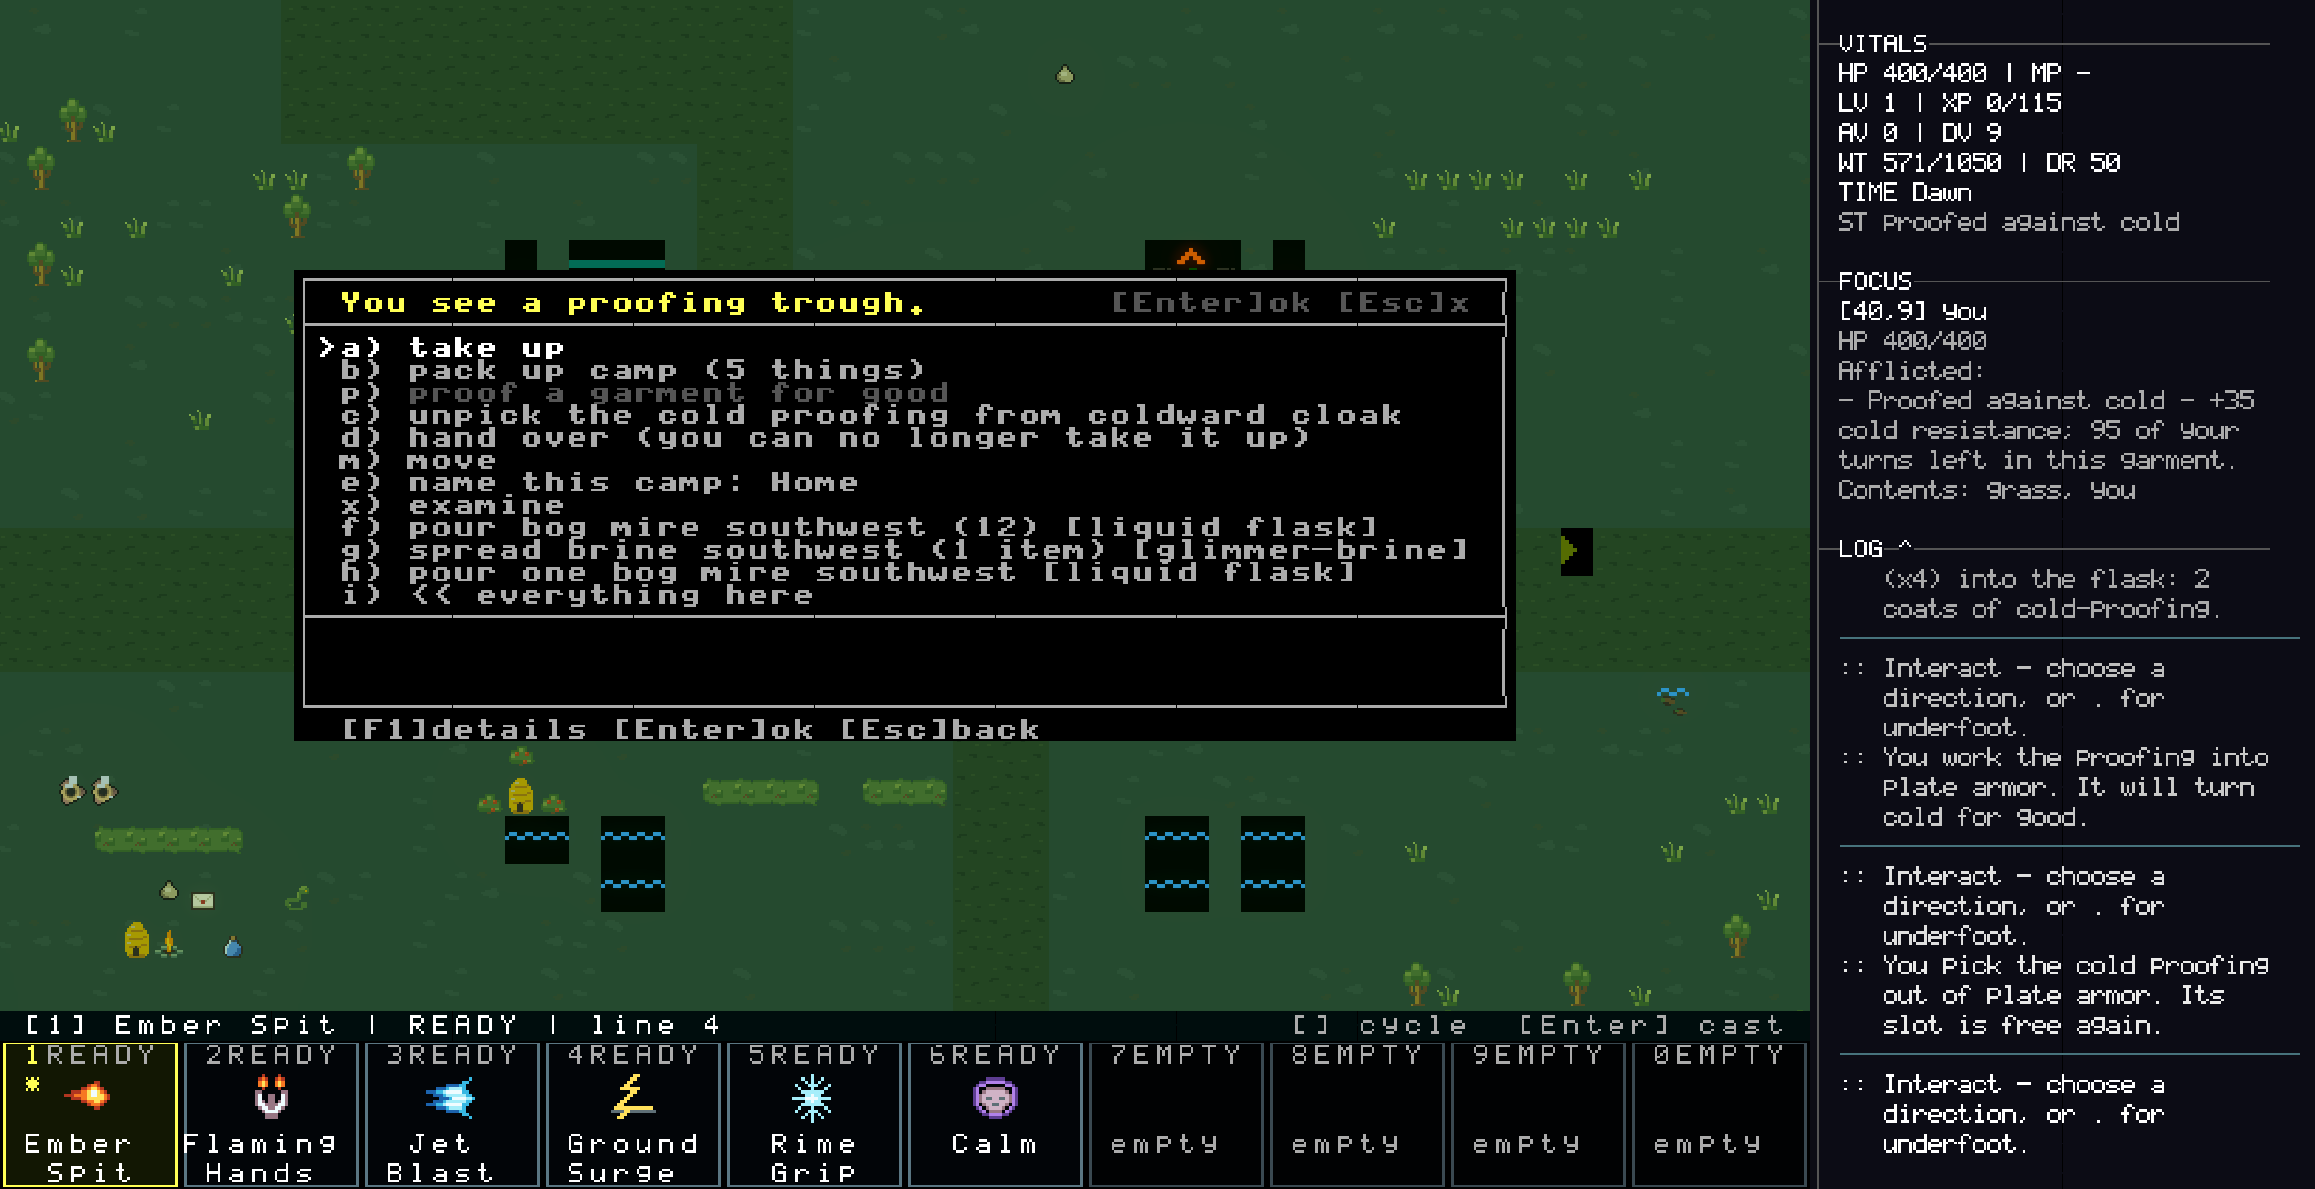 You see a proofing trough. [Enter]ok [Esc]x
>a) take up
b) pack up camp (5 things)
p) proof a garment for good
c) unpick the cold proofing from coldward cloak
d) hand over (you can no longer take it up)
m) move
e) name this camp: Home
x) examine
f) pour bog mire southwest (12) [liquid flask]
g) spread brine southwest (1 item) [glimmer-brine]
h) pour one bog mire southwest [liquid flask]
i) << everything here
[F1]details [Enter]ok [Esc]back
[1] Ember Spit | READY | line 4
[] cycle [Enter] cast
1READY
Ember
Spit
2READY
Flaming
Hands
3READY
Jet
Blast
4READY
Ground
Surge
5READY
Rime
Grip
6READY
Calm
7EMPTY
empty
8EMPTY
empty
9EMPTY
empty
0EMPTY
empty
VITALS
HP 400/400 | MP -
LV 1 | XP 0/115
AV 0 | DV 9
WT 571/1050 | DR 50
TIME Dawn
ST Proofed against cold
FOCUS
[40,9] You
HP 400/400
Afflicted:
- Proofed against cold - +35
cold resistance; 95 of your
turns left in this garment.
Contents: grass, you
LOG ^
(x4) into the flask: 2
coats of cold-proofing.
:: Interact - choose a
direction, or . for
underfoot.
:: You work the proofing into
plate armor. It will turn
cold for good.
:: Interact - choose a
direction, or . for
underfoot.
:: You pick the cold proofing
out of plate armor. Its
slot is free again.
:: Interact - choose a
direction, or . for
underfoot.